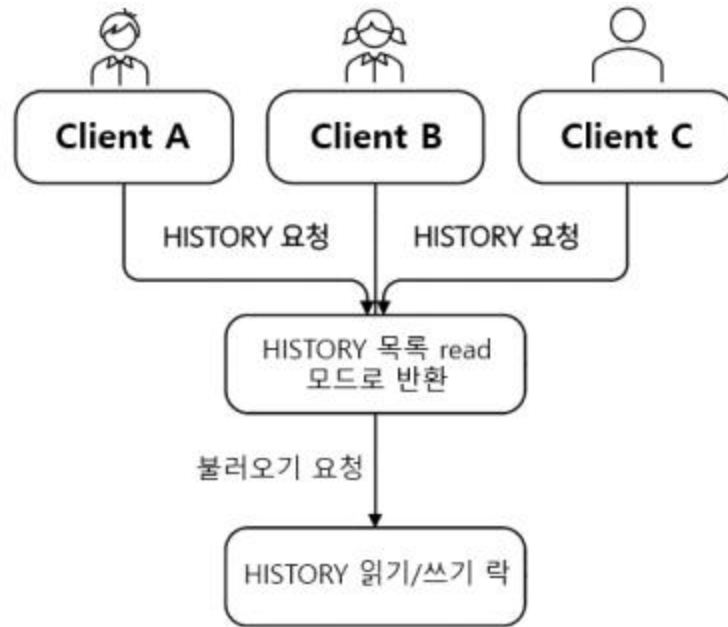 Client A
Client B
Client C
HISTORY 요청
HISTORY 요청
HISTORY 목록 read
모드로 반환
불러오기 요청
HISTORY 읽기/쓰기 락